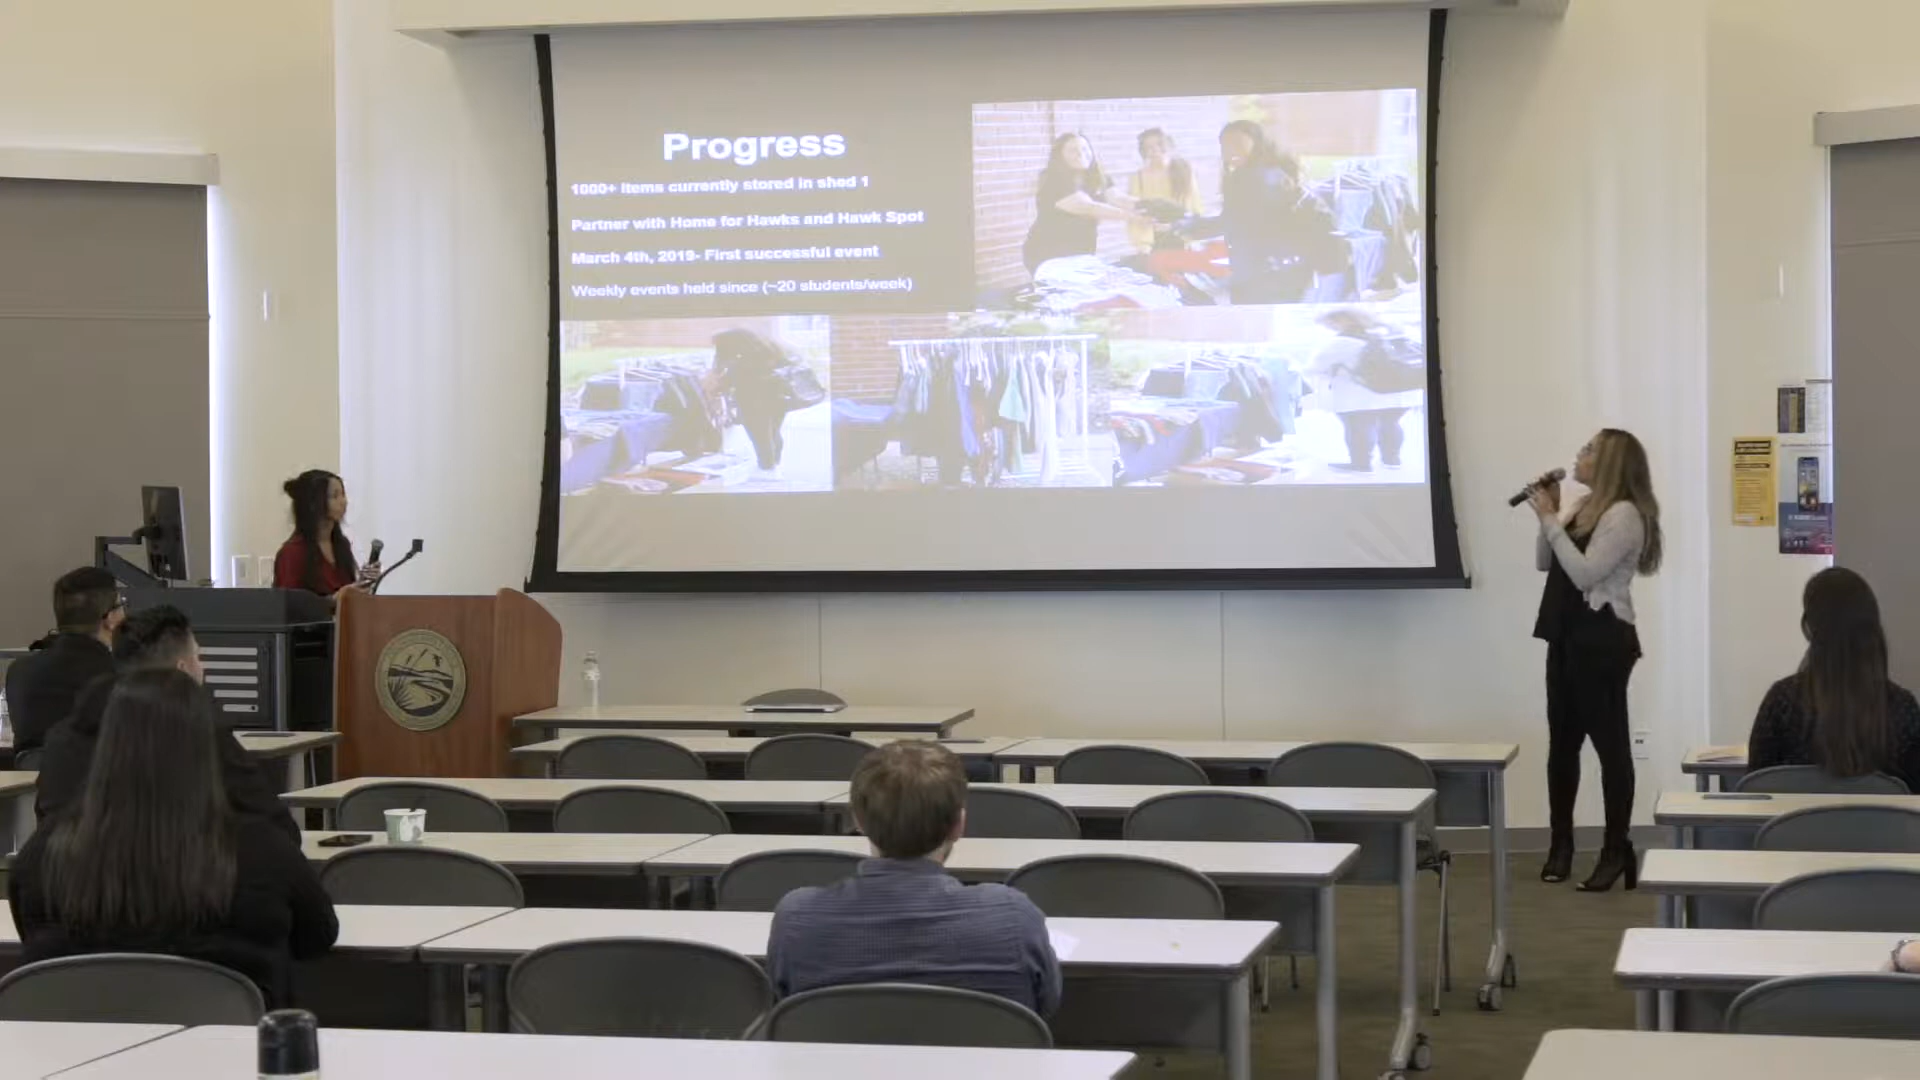 Progress
1000+ items currently stored in shed 1
Partner with Home for Hawks and Hawk Spot
March 4th, 2019- First successful event
Weekly events held since (~20 students/week)